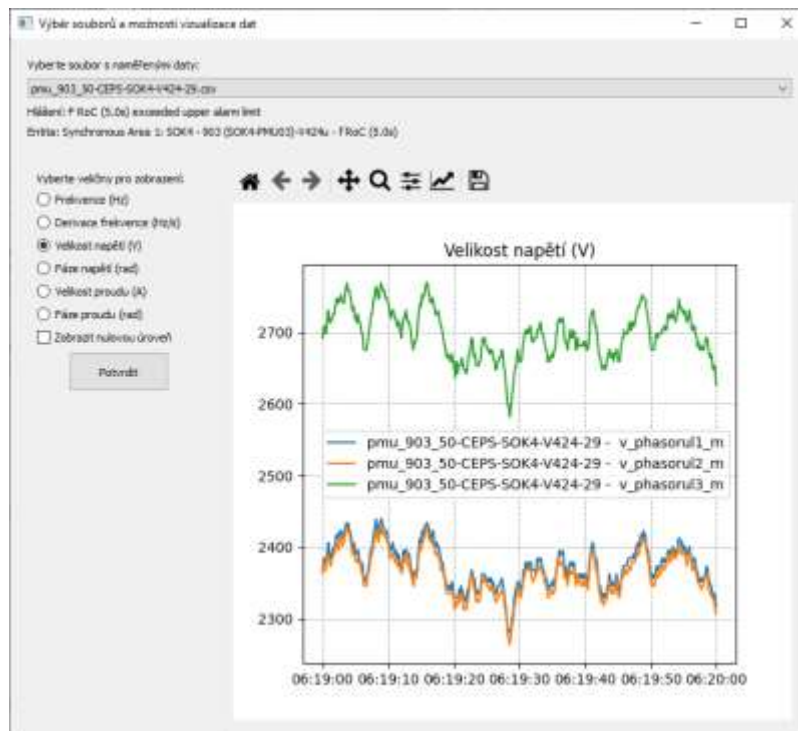 Výběr souborů a možnosti vizualizace dat
Vyberte soubor s naměřenými daty:
pmu_903_50-CEPS-SOK4-V424-29.csv
Hlášení: F RoC (5.0s) exceeded upper alarm limit
Entita: Synchronous Area 1: SOK4 - 903 (SOK4-PMU03)-V424u - f RoC (5.0s)
Vyberte veličiny pro zobrazení:
Frekvence (Hz)
Derivace frekvence (Hz/s)
Velikost napětí (V)
Fáze napětí (rad)
Velikost proudu (A)
Fáze proudu (rad)
Zobrazit nulovou úroveň
Potvrdit
Velikost napětí (V)
2700
2600
pmu_903_50-CEPS-SOK4-V424-29 - v_phasorul1_m
pmu_903_50-CEPS-SOK4-V424-29 - v_phasorul2_m
2500
pmu_903_50-CEPS-SOK4-V424-29 - v_phasorul3_m
2400
2300
06:19:00 06:19:10 06:19:20 06:19:30 06:19:40 06:19:50 06:20:00